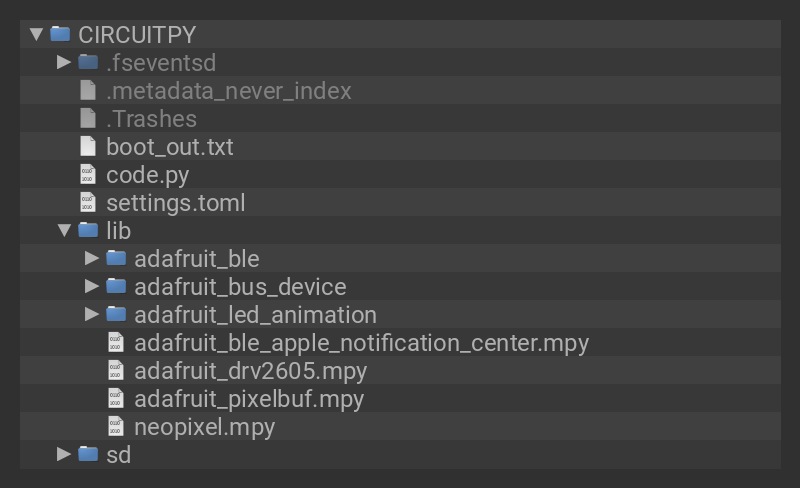 CIRCUITPY
.fseventsd
.metadata_never_index
.Trashes
boot_out.txt
code.py
settings.toml
lib
adafruit_ble
adafruit_bus_device
adafruit_led_animation
adafruit_ble_apple_notification_center.mpy
adafruit_drv2605.mpy
adafruit_pixelbuf.mpy
neopixel.mpy
sd